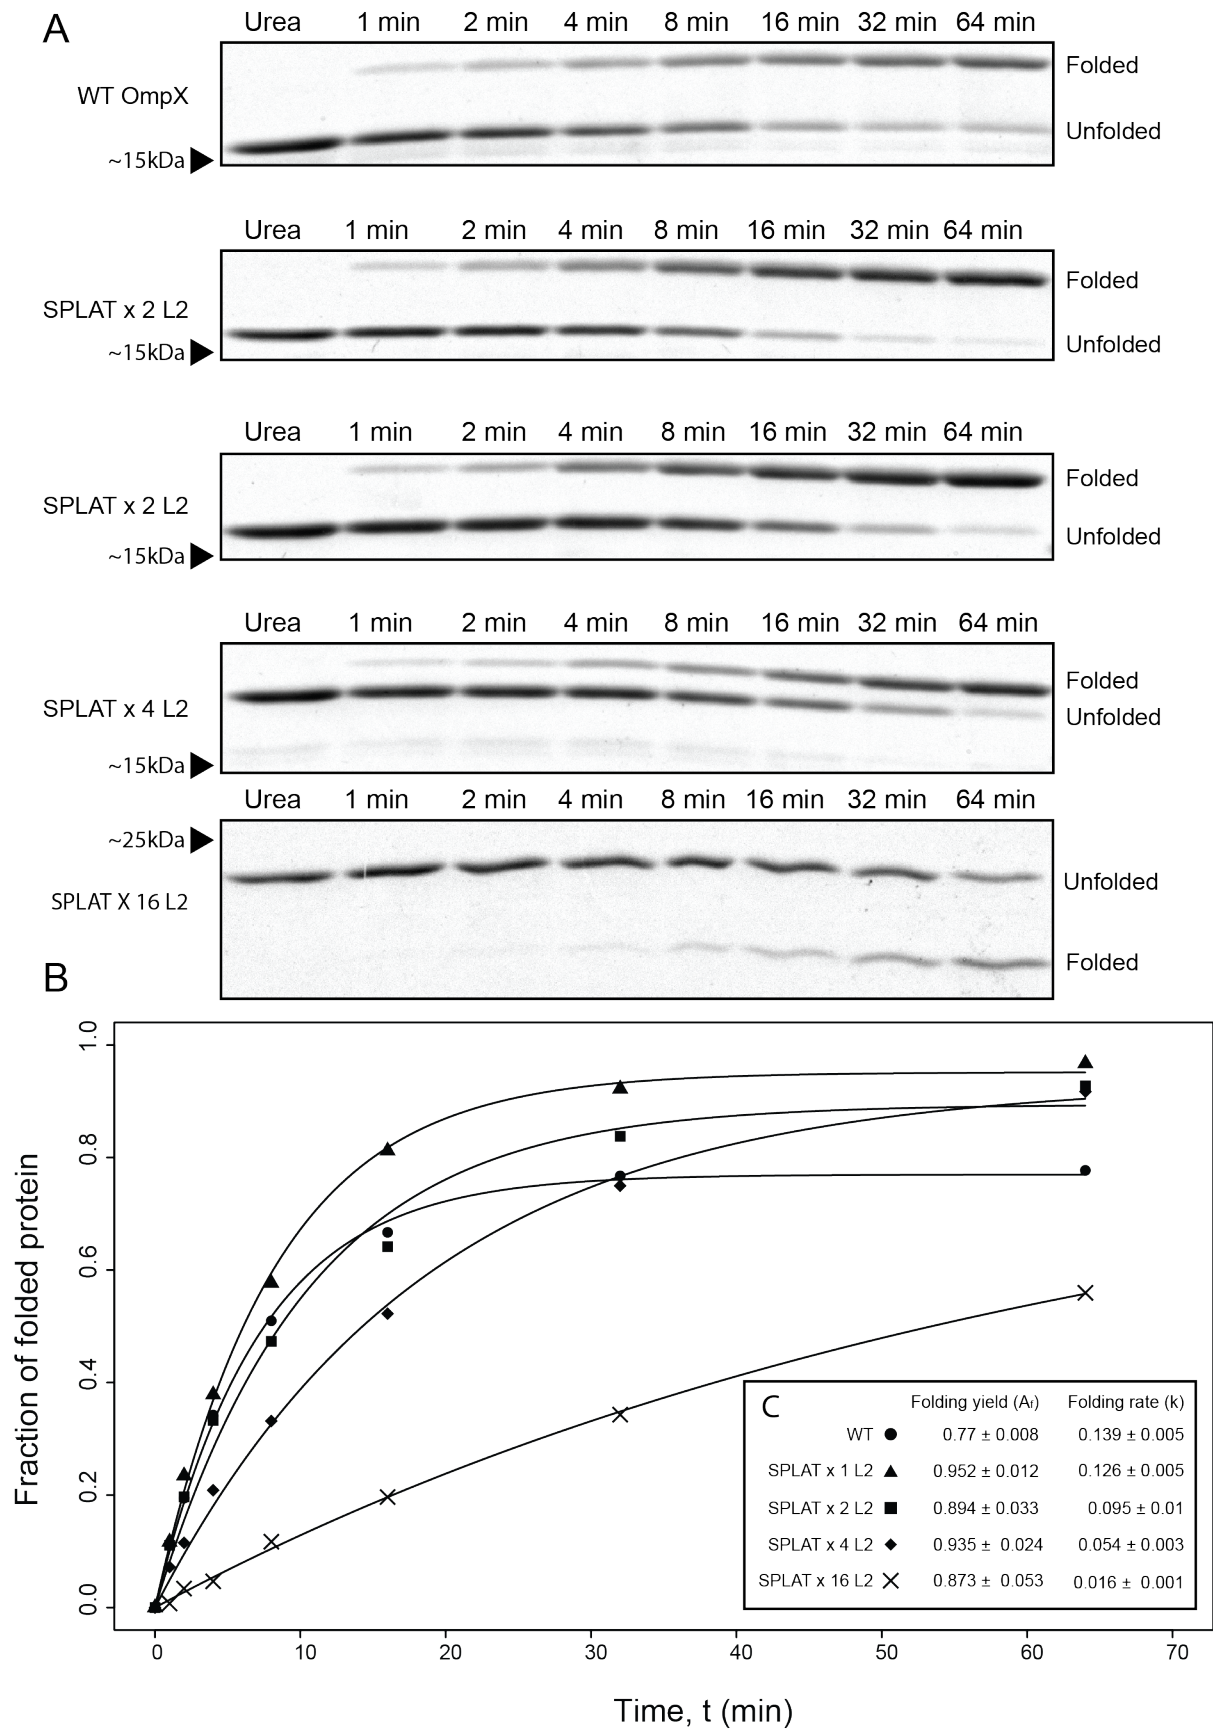 A
Urea 1 min 2 min 4 min 8 min 16 min 32 min 64 min
WT OmpX
Folded
Unfolded
~15kDa
Urea 1 min 2 min 4 min 8 min 16 min 32 min 64 min
SPLAT x 2 L2
Folded
Unfolded
~15kDa
Urea 1 min 2 min 4 min 8 min 16 min 32 min 64 min
SPLAT x 2 L2
Folded
Unfolded
~15kDa
Urea 1 min 2 min 4 min 8 min 16 min 32 min 64 min
SPLAT x 4 L2
Folded
Unfolded
~15kDa
Urea 1 min 2 min 4 min 8 min 16 min 32 min 64 min
~25kDa
SPLAT X 16 L2
Unfolded
Folded
B
Fraction of folded protein
1.0
0.8
0.6
0.4
0.2
0.0
C
Folding yield (Af) Folding rate (k)
WT 0.77 ± 0.008 0.139 ± 0.005
SPLAT x 1 L2 0.952 ± 0.012 0.126 ± 0.005
SPLAT x 2 L2 0.894 ± 0.033 0.095 ± 0.01
SPLAT x 4 L2 0.935 ± 0.024 0.054 ± 0.003
SPLAT x 16 L2 0.873 ± 0.053 0.016 ± 0.001
0 10 20 30 40 50 60 70
Time, t (min)